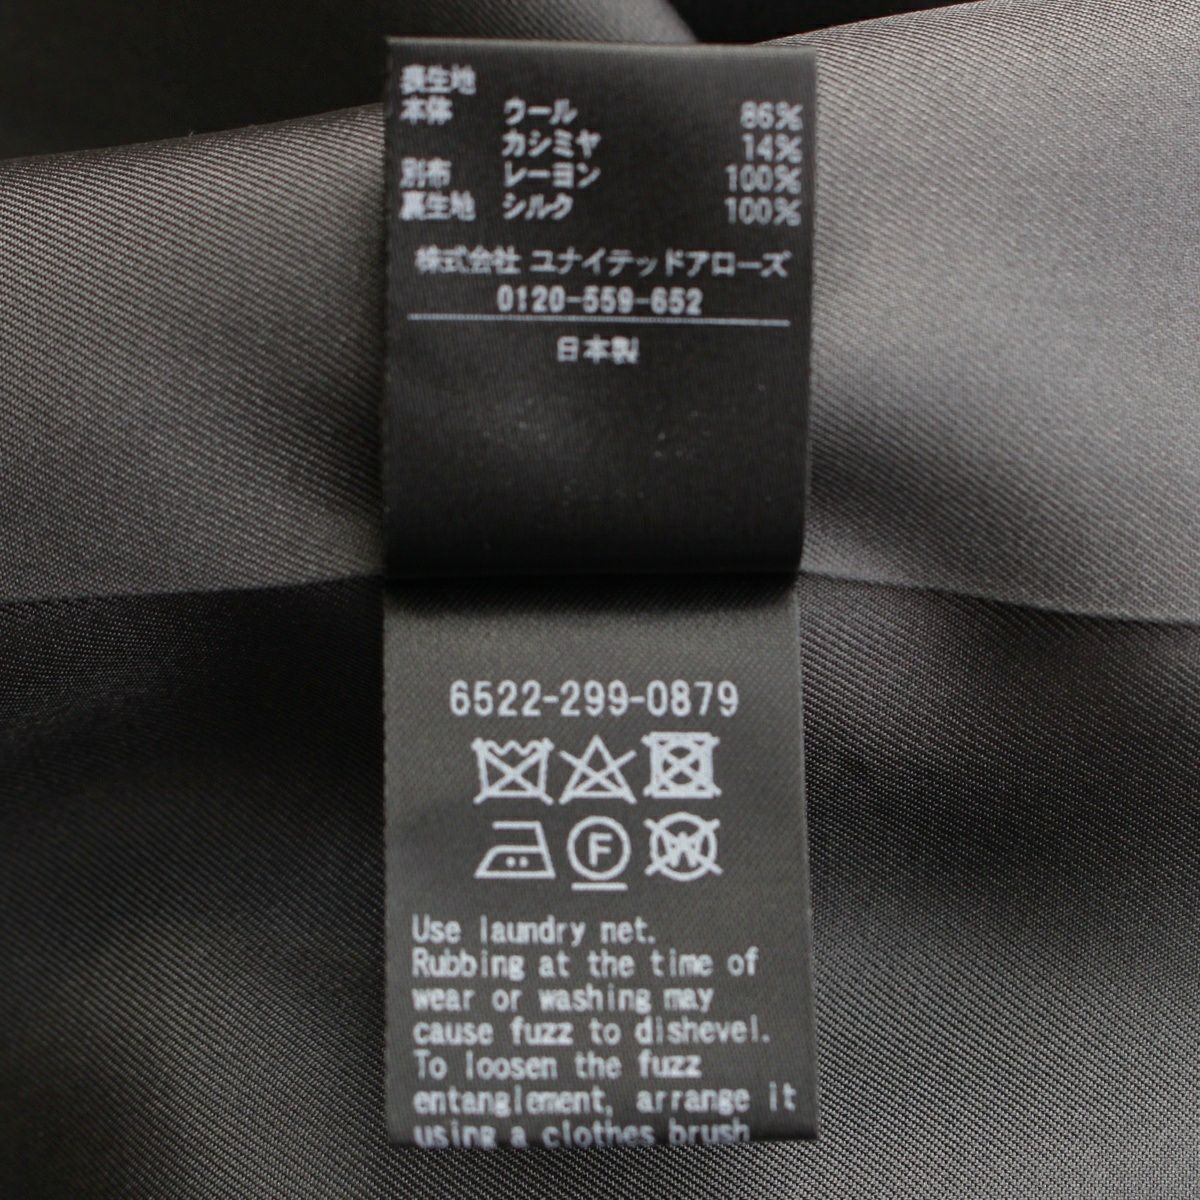 表生地
本体 ウール 86%
カシミヤ 14%
別布 レーヨン 100%
裏生地 シルク 100%
株式会社 ユナイテッドアローズ
0120-559-652
日本製
6522-299-0879
F W
Use laundry net.
Rubbing at the time of
wear or washing may
cause fuzz to dishevel.
To loosen the fuzz
entanglement, arrange it
using a clothes brush